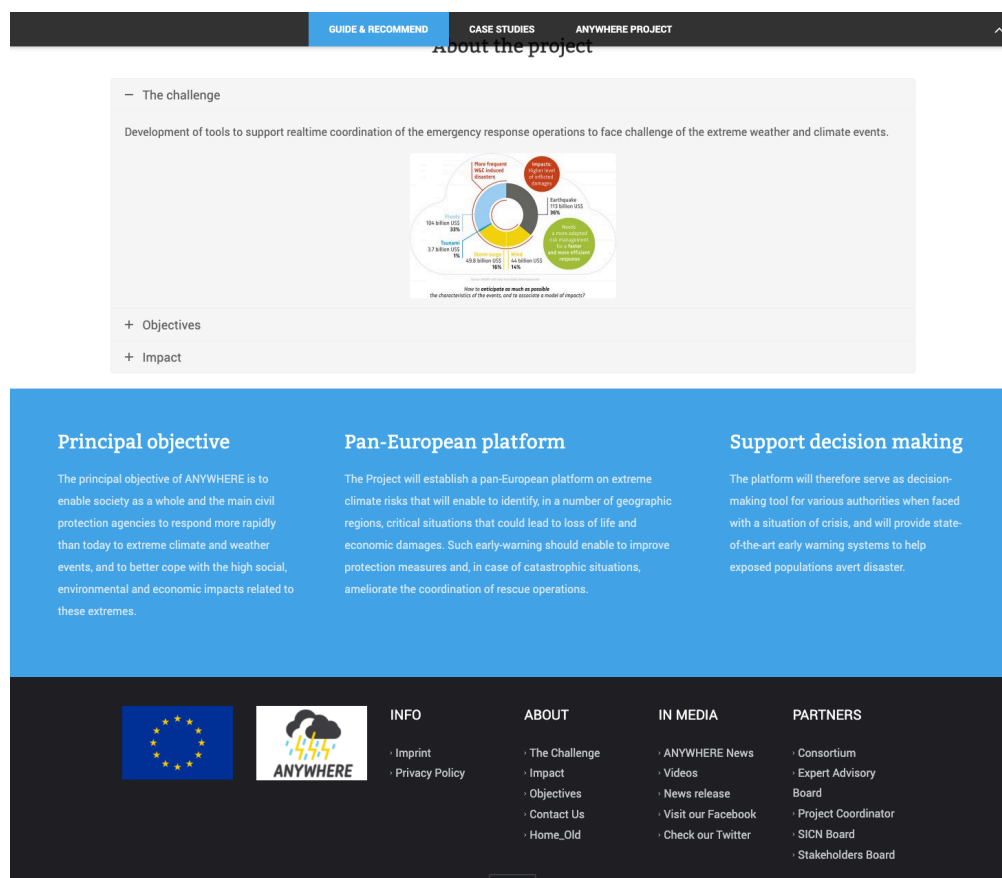 GUIDE & RECOMMEND CASE STUDIES ANYWHERE PROJECT
About the project
− The challenge
Development of tools to support realtime coordination of the emergency response operations to face challenge of the extreme weather and climate events.
More frequent
W&C induced
disasters
Impacts:
Higher level
of inflicted
damages
Earthquake
113 billion US$
36%
Floods
104 billion US$
33%
Needs
a more adapted
risk management
for a faster
and more efficient
response
Tsunami
3.7 billion US$
1%
Storm surge
49.8 billion US$
16%
Wind
44 billion US$
14%
How to anticipate as much as possible
the characteristics of the events, and to associate a model of impacts?
+ Objectives
+ Impact
Principal objective
The principal objective of ANYWHERE is to
enable society as a whole and the main civil
protection agencies to respond more rapidly
than today to extreme climate and weather
events, and to better cope with the high social,
environmental and economic impacts related to
these extremes.
Pan-European platform
The Project will establish a pan-European platform on extreme
climate risks that will enable to identify, in a number of geographic
regions, critical situations that could lead to loss of life and
economic damages. Such early-warning should enable to improve
protection measures and, in case of catastrophic situations,
ameliorate the coordination of rescue operations.
Support decision making
The platform will therefore serve as decision-
making tool for various authorities when faced
with a situation of crisis, and will provide state-
of-the-art early warning systems to help
exposed populations avert disaster.
ANYWHERE
INFO
› Imprint
› Privacy Policy
ABOUT
› The Challenge
› Impact
› Objectives
› Contact Us
› Home_Old
IN MEDIA
› ANYWHERE News
› Videos
› News release
› Visit our Facebook
› Check our Twitter
PARTNERS
› Consortium
› Expert Advisory
Board
› Project Coordinator
› SICN Board
› Stakeholders Board